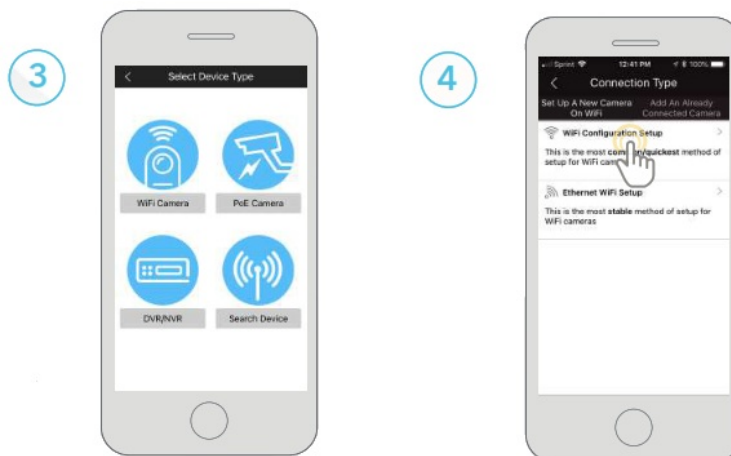 3
Select Device Type
WiFi Camera
PoE Camera
DVR/NVR
Search Device
4
Sprint 12:41 PM 100%
Connection Type
Set Up A New Camera
On WiFi
Add An Already
Connected Camera
WiFi Configuration Setup
This is the most common/quickest method of
setup for WiFi
Ethernet WiFi Setup
This is the most stable method of setup for
WiFi cameras